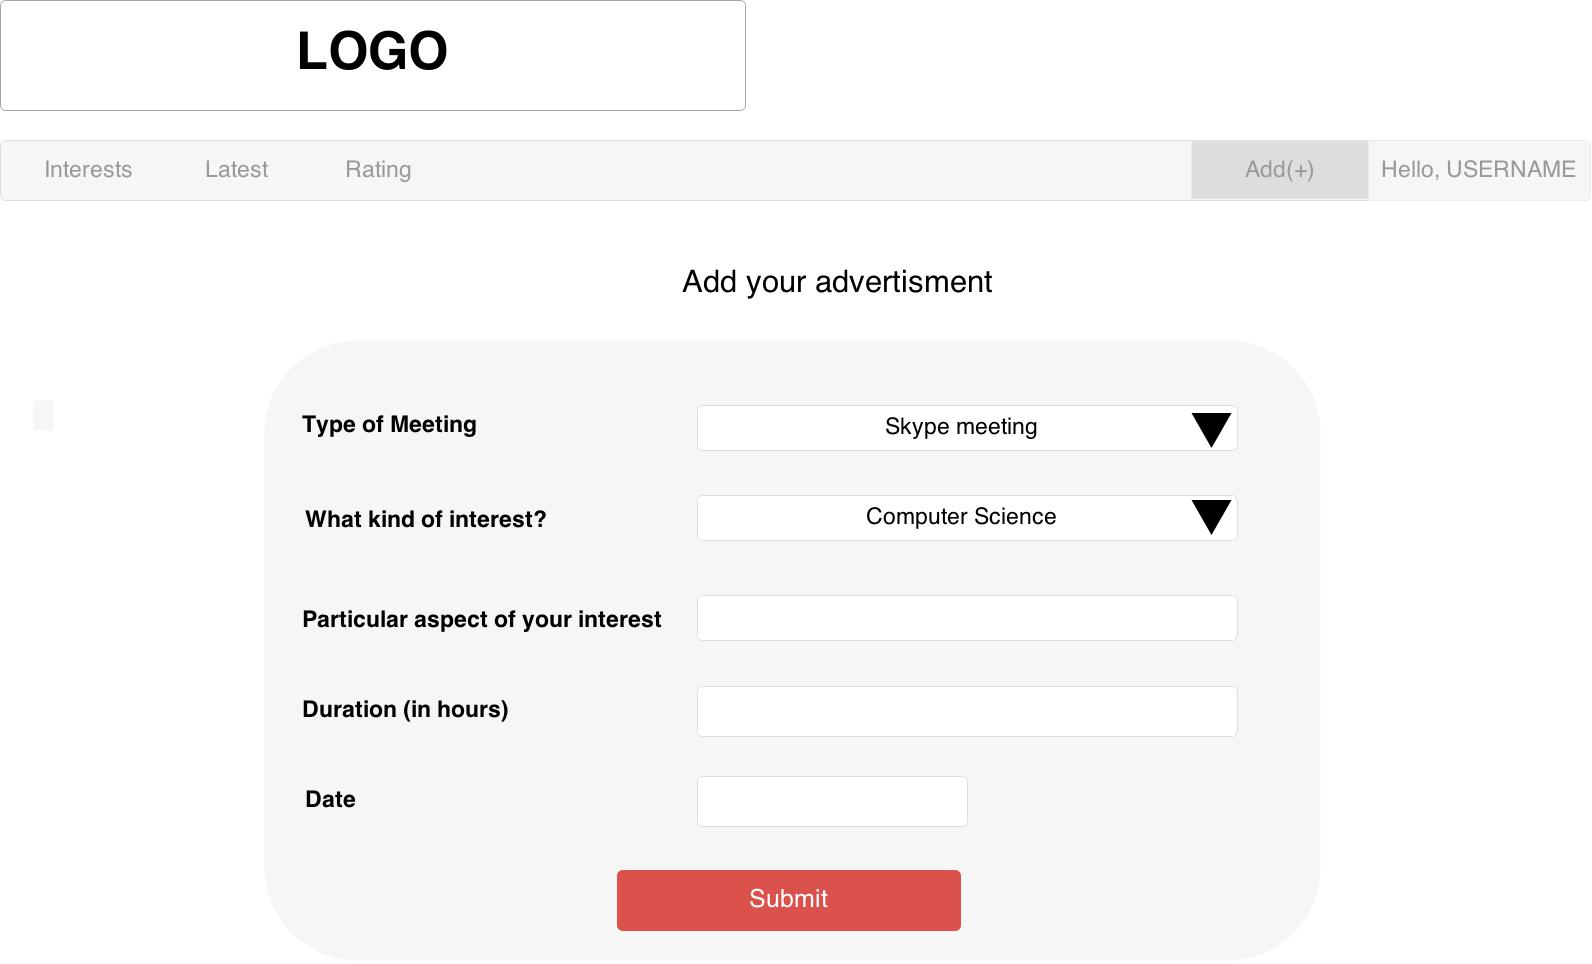 LOGO
Interests Latest Rating Add(+) Hello, USERNAME
Add your advertisment
Type of Meeting Skype meeting
What kind of interest? Computer Science
Particular aspect of your interest
Duration (in hours)
Date
Submit